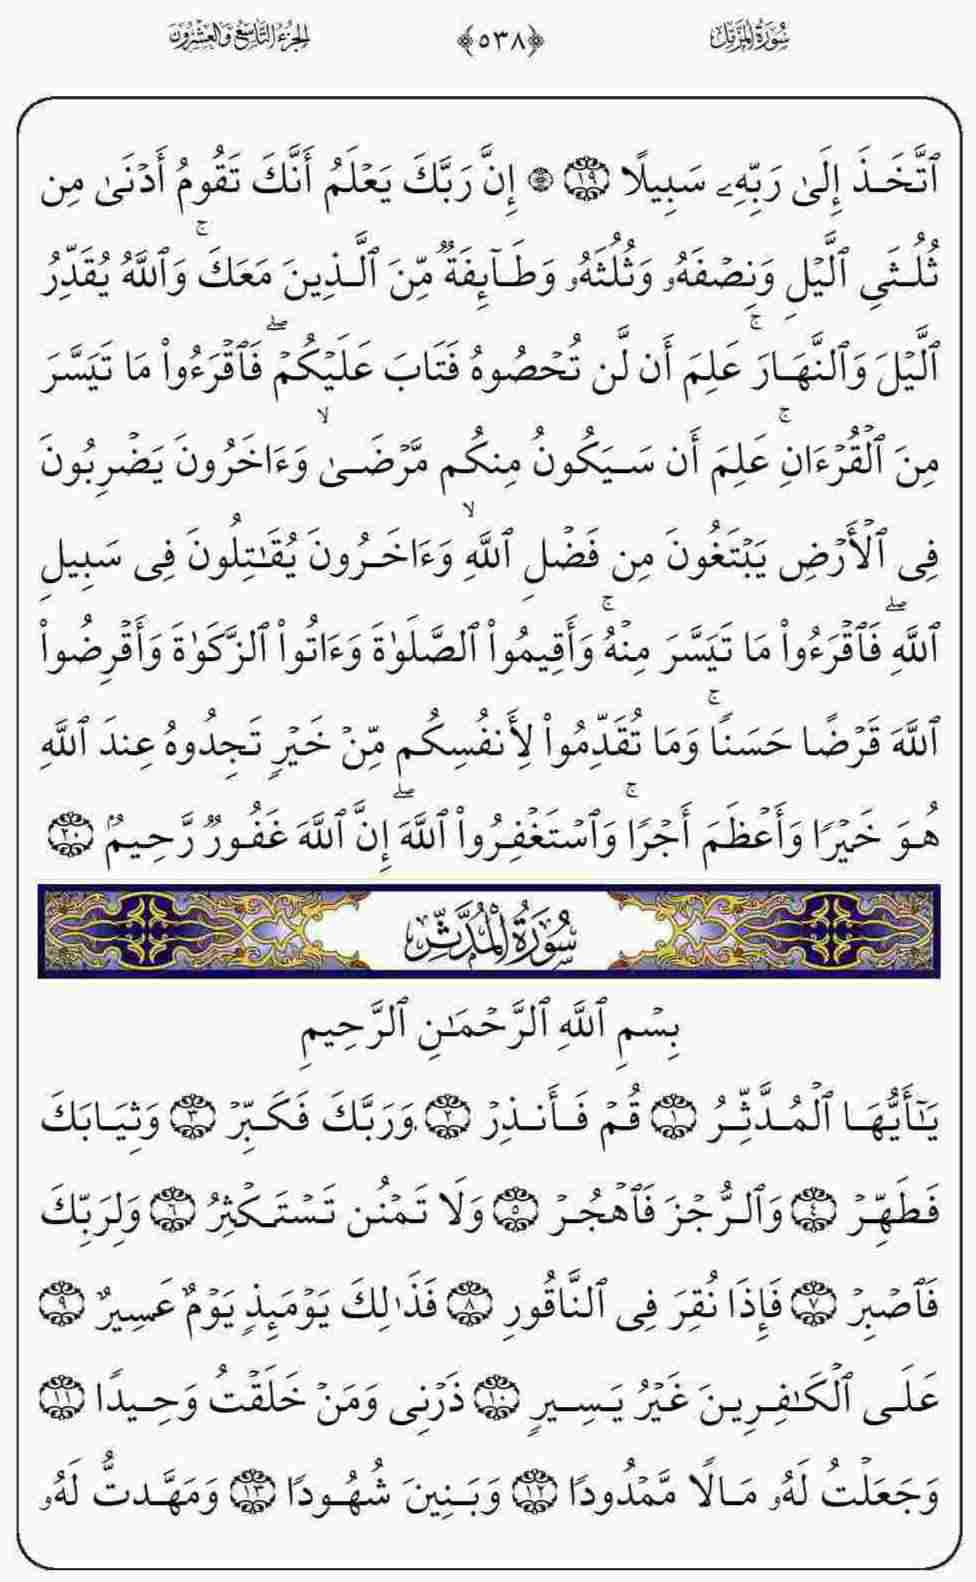 سُورَةُ المُزَّمِّل ﴿٥٣٨﴾ الجُزءُ التَّاسِعُ وَالعِشْرُونَ
ٱتَّخَذَ إِلَىٰ رَبِّهِۦ سَبِيلًا ١٩ ۞ إِنَّ رَبَّكَ يَعْلَمُ أَنَّكَ تَقُومُ أَدْنَىٰ مِن
ثُلُثَىِ ٱلَّيْلِ وَنِصْفَهُۥ وَثُلُثَهُۥ وَطَآئِفَةٌ مِّنَ ٱلَّذِينَ مَعَكَ ۚ وَٱللَّهُ يُقَدِّرُ
ٱلَّيْلَ وَٱلنَّهَارَ ۚ عَلِمَ أَن لَّن تُحْصُوهُ فَتَابَ عَلَيْكُمْ ۖ فَٱقْرَءُوا۟ مَا تَيَسَّرَ
مِنَ ٱلْقُرْءَانِ ۚ عَلِمَ أَن سَيَكُونُ مِنكُم مَّرْضَىٰ ۙ وَءَاخَرُونَ يَضْرِبُونَ
فِى ٱلْأَرْضِ يَبْتَغُونَ مِن فَضْلِ ٱللَّهِ ۙ وَءَاخَرُونَ يُقَـٰتِلُونَ فِى سَبِيلِ
ٱللَّهِ ۖ فَٱقْرَءُوا۟ مَا تَيَسَّرَ مِنْهُ ۚ وَأَقِيمُوا۟ ٱلصَّلَوٰةَ وَءَاتُوا۟ ٱلزَّكَوٰةَ وَأَقْرِضُوا۟
ٱللَّهَ قَرْضًا حَسَنًا ۚ وَمَا تُقَدِّمُوا۟ لِأَنفُسِكُم مِّنْ خَيْرٍ تَجِدُوهُ عِندَ ٱللَّهِ
هُوَ خَيْرًا وَأَعْظَمَ أَجْرًا ۚ وَٱسْتَغْفِرُوا۟ ٱللَّهَ ۖ إِنَّ ٱللَّهَ غَفُورٌ رَّحِيمٌۢ ٢٠
سُورَةُ المُدَّثِّر
بِسْمِ ٱللَّهِ ٱلرَّحْمَـٰنِ ٱلرَّحِيمِ
يَـٰٓأَيُّهَا ٱلْمُدَّثِّرُ ١ قُمْ فَأَنذِرْ ٢ وَرَبَّكَ فَكَبِّرْ ٣ وَثِيَابَكَ
فَطَهِّرْ ٤ وَٱلرُّجْزَ فَٱهْجُرْ ٥ وَلَا تَمْنُن تَسْتَكْثِرُ ٦ وَلِرَبِّكَ
فَٱصْبِرْ ٧ فَإِذَا نُقِرَ فِى ٱلنَّاقُورِ ٨ فَذَٰلِكَ يَوْمَئِذٍ يَوْمٌ عَسِيرٌ ٩
عَلَى ٱلْكَـٰفِرِينَ غَيْرُ يَسِيرٍ ١٠ ذَرْنِى وَمَنْ خَلَقْتُ وَحِيدًا ١١
وَجَعَلْتُ لَهُۥ مَالًا مَّمْدُودًا ١٢ وَبَنِينَ شُهُودًا ١٣ وَمَهَّدتُّ لَهُۥ